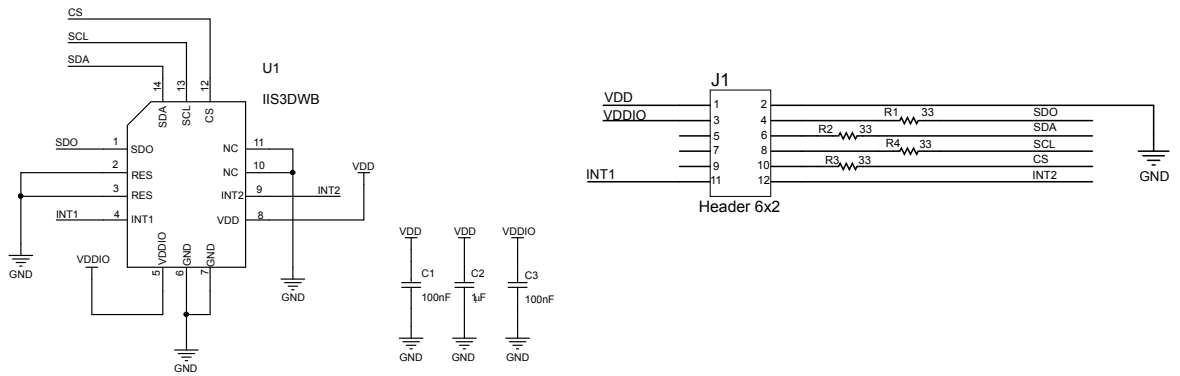 CS
SCL
SDA
U1
IIS3DWB
14
13
12
SDA
SCL
CS
SDO
1
SDO
NC
11
2
RES
NC
10
VDD
3
RES
INT2
9
INT2
INT1
4
INT1
VDD
8
VDDIO
GND
GND
5
6
7
VDDIO
GND
GND
GND
VDD
C1
100nF
GND
VDD
C2
1µF
GND
VDDIO
C3
100nF
GND
J1
VDD
1
2
VDDIO
3
4
R1
33
SDO
5
6
R2
33
SDA
7
8
R4
33
SCL
9
10
R3
33
CS
INT1
11
12
INT2
GND
Header 6x2